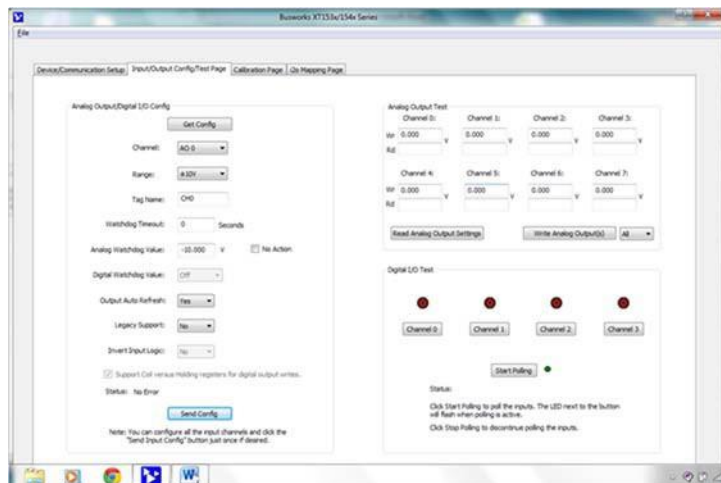 Busworks XT153x/154x Series
File
Device/Communication Setup
Input/Output Config/Test Page
Calibration Page
i2o Mapping Page
Analog Output/Digital I/O Config
Get Config
Channel: AO 0
Range: ±10V
Tag Name: CH0
Watchdog Timeout: 0 Seconds
Analog Watchdog Value: -10.000 V No Action
Digital Watchdog Value: Off
Output Auto Refresh: Yes
Legacy Support: No
Invert Input Logic: No
Support Coil versus Holding registers for digital output writes.
Status: No Error
Send Config
Note: You can configure all the input channels and click the
"Send Input Config" button just once if desired.
Analog Output Test
Channel 0: Channel 1: Channel 2: Channel 3:
Wr 0.000 V 0.000 V 0.000 V 0.000 V
Rd
Channel 4: Channel 5: Channel 6: Channel 7:
Wr 0.000 V 0.000 V 0.000 V 0.000 V
Rd
Read Analog Output Settings
Write Analog Output(s) All
Digital I/O Test
Channel 0 Channel 1 Channel 2 Channel 3
Start Polling
Status:
Click Start Polling to poll the inputs. The LED next to the button
will flash when polling is active.
Click Stop Polling to discontinue polling the inputs.